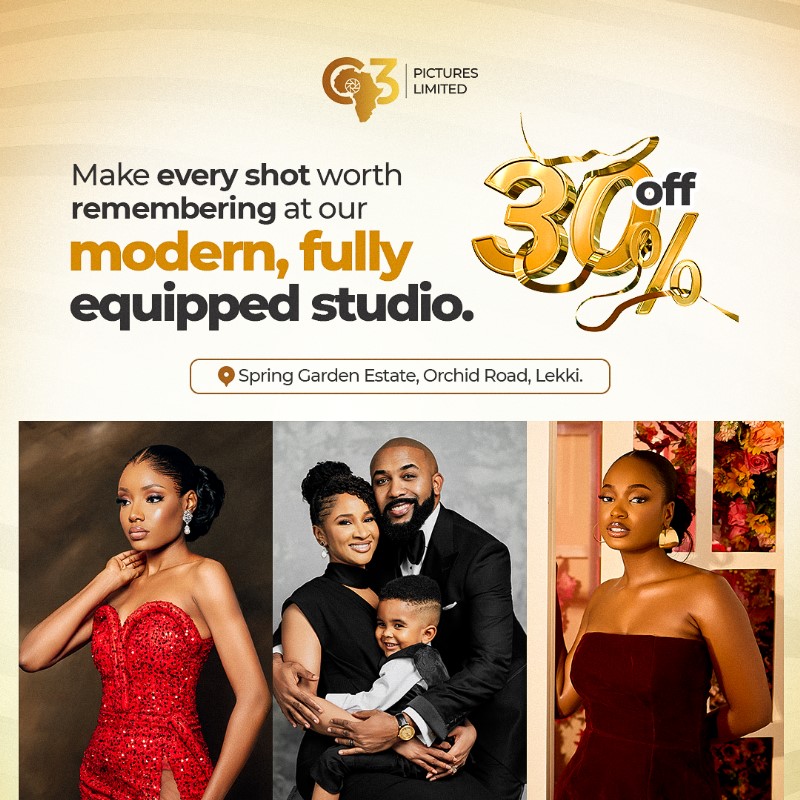 G3 PICTURES
LIMITED
Make every shot worth
remembering at our
modern, fully
equipped studio.
30% off
Spring Garden Estate, Orchid Road, Lekki.